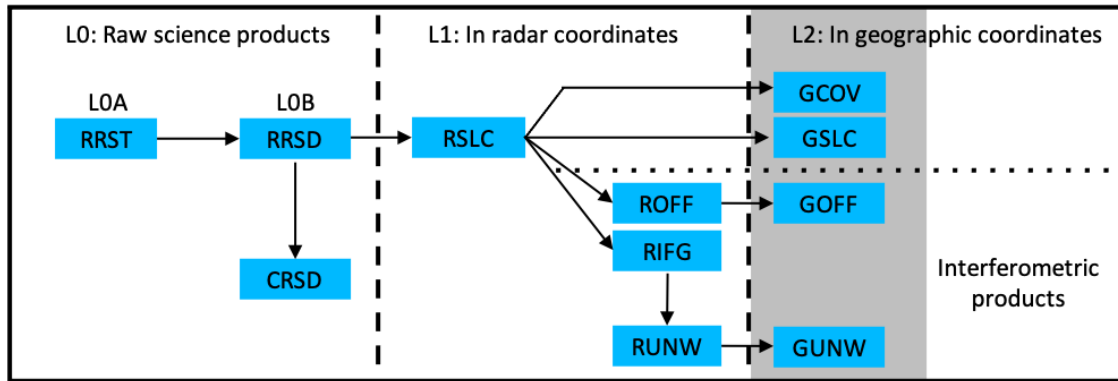 L0: Raw science products
L1: In radar coordinates
L2: In geographic coordinates
L0A
L0B
RRST
RRSD
RSLC
GCOV
GSLC
ROFF
GOFF
RIFG
CRSD
Interferometric
products
RUNW
GUNW